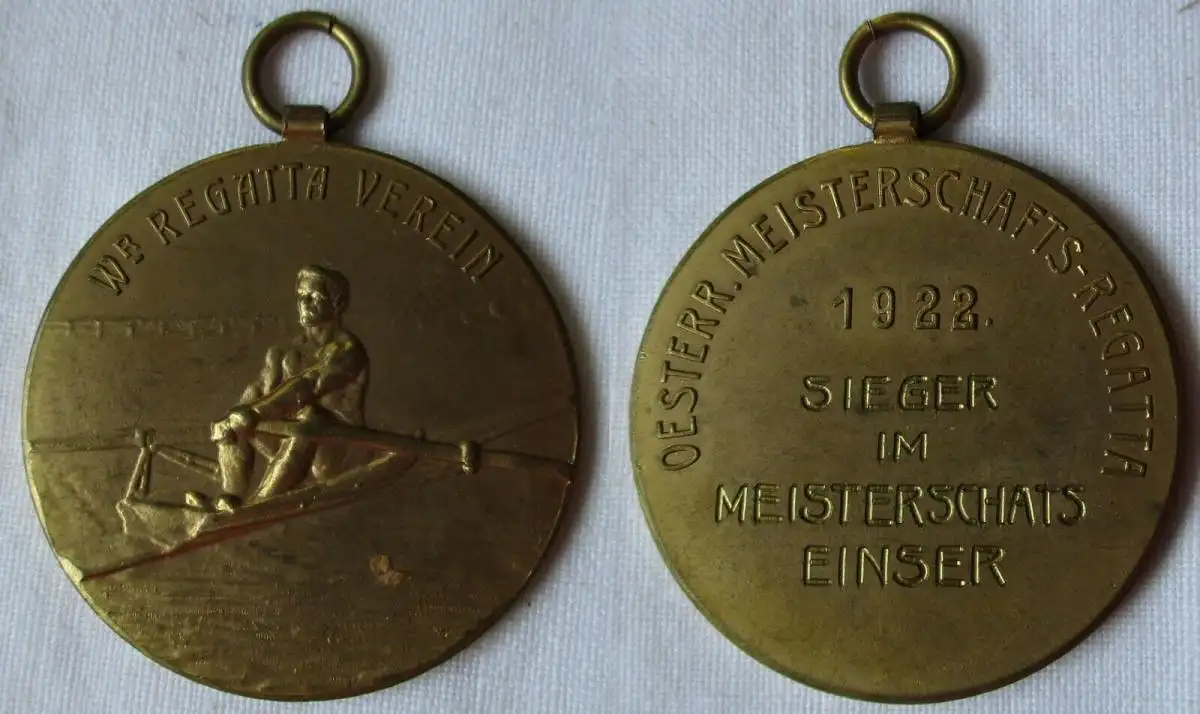 WR REGATTA VEREIN
OESTERR. MEISTERSCHAFTS-REGATTA
1922.
SIEGER
IM
MEISTERSCHATS
EINSER